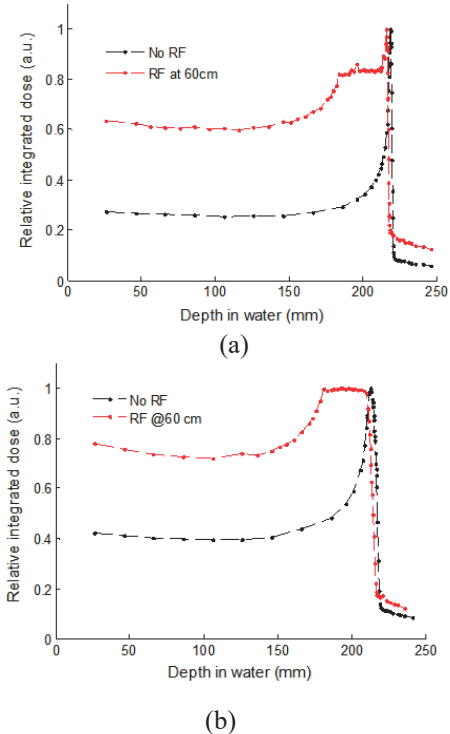 1
0.8
0.6
0.4
0.2
0
0 50 100 150 200 250
Relative integrated dose (a.u.)
Depth in water (mm)
No RF
RF at 60cm
(a)
1
0.8
0.6
0.4
0.2
0
0 50 100 150 200 250
Relative integrated dose (a.u.)
Depth in water (mm)
No RF
RF @60 cm
(b)